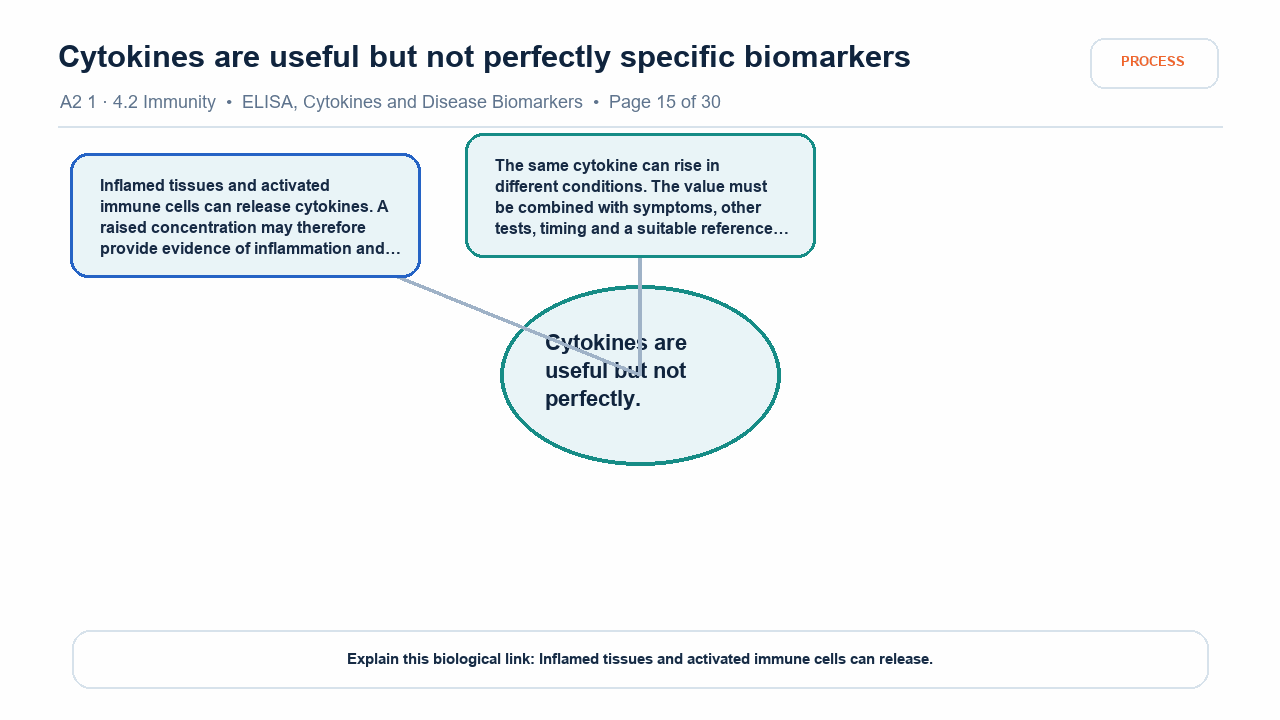 Cytokines are useful but not perfectly specific biomarkers
PROCESS
A2 1 · 4.2 Immunity • ELISA, Cytokines and Disease Biomarkers • Page 15 of 30
Inflamed tissues and activated
immune cells can release cytokines. A
raised concentration may therefore
provide evidence of inflammation and…
The same cytokine can rise in
different conditions. The value must
be combined with symptoms, other
tests, timing and a suitable reference…
Cytokines are
useful but not
perfectly.
Explain this biological link: Inflamed tissues and activated immune cells can release.